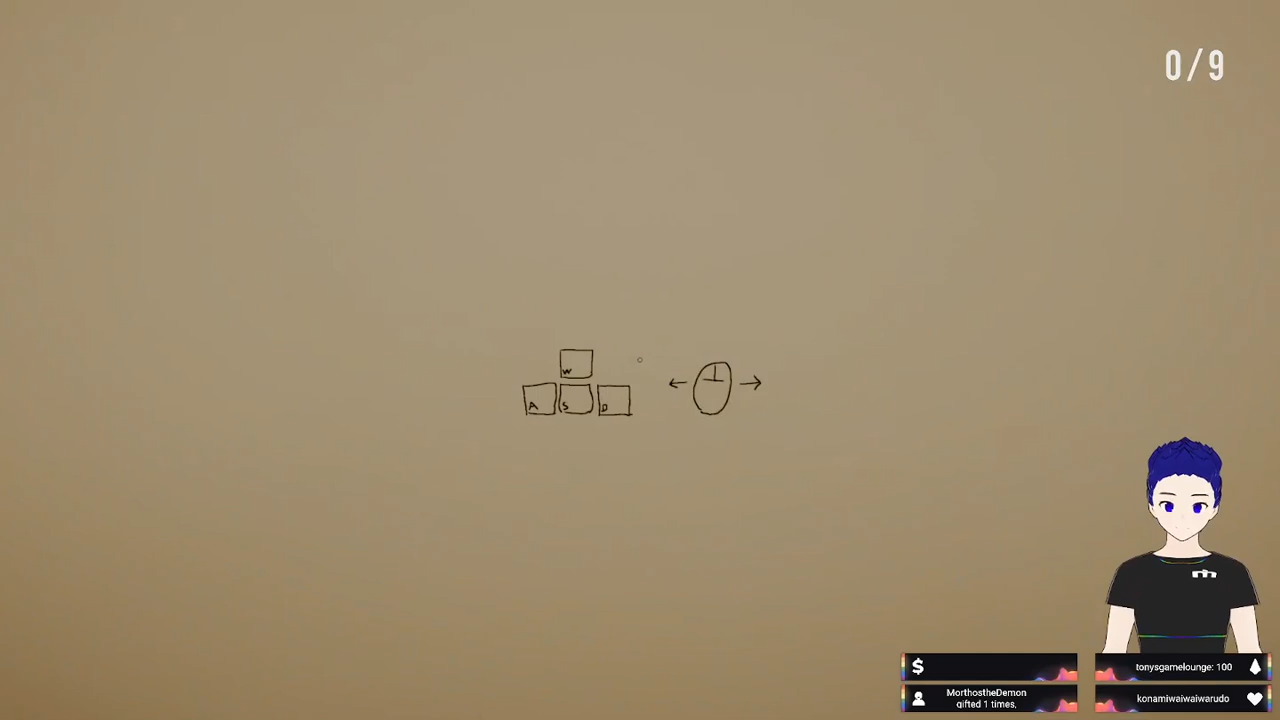 0/9
W
A S D
$
tonysgamelounge: 100
MorthostheDemon
gifted 1 times,
konamiwaiwaiwarudo